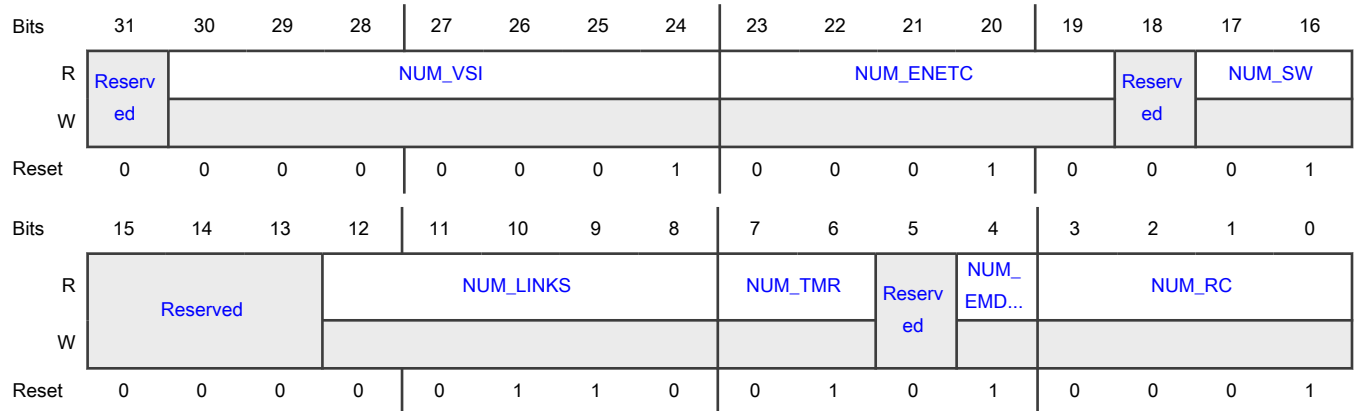 Bits 31 30 29 28 27 26 25 24 23 22 21 20 19 18 17 16
R Reserv ed NUM_VSI NUM_ENETC Reserv ed NUM_SW
W
Reset 0 0 0 0 0 0 0 1 0 0 0 1 0 0 0 1
Bits 15 14 13 12 11 10 9 8 7 6 5 4 3 2 1 0
R Reserved NUM_LINKS NUM_TMR Reserv ed NUM_ EMD... NUM_RC
W
Reset 0 0 0 0 0 1 1 0 0 1 0 1 0 0 0 1